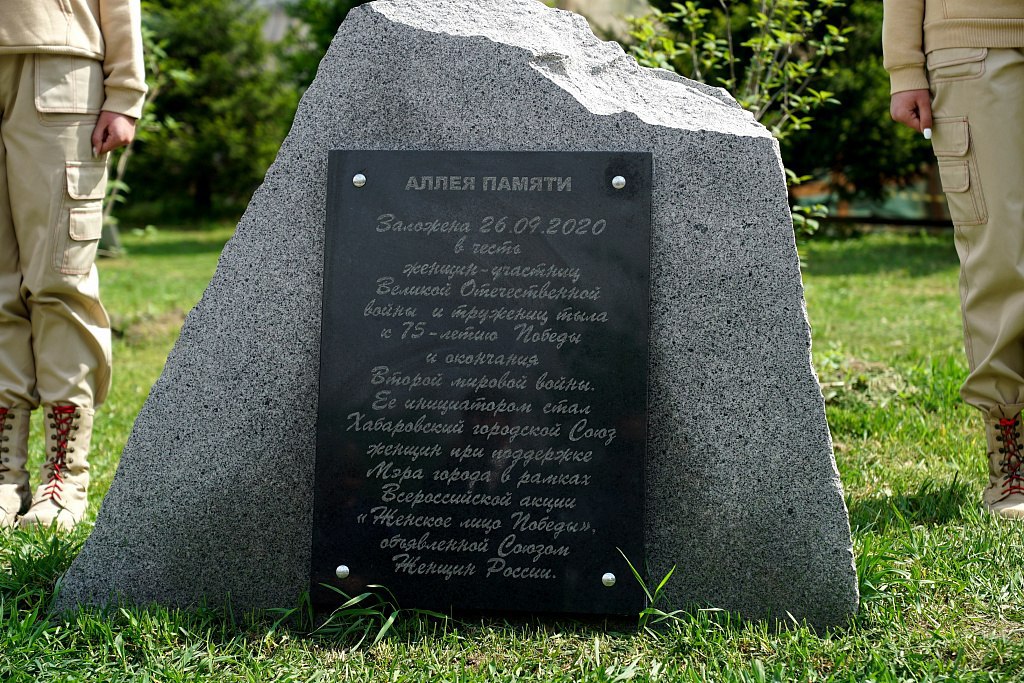 АЛЛЕЯ ПАМЯТИ
Заложена 26.09.2020
в честь
женщин-участниц
Великой Отечественной
войны и тружениц тыла
к 75-летию Победы
и окончания
Второй мировой войны.
Ее инициатором стал
Хабаровский городской Союз
женщин при поддержке
Мэра города в рамках
Всероссийской акции
«Женское лицо Победы»,
объявленной Союзом
Женщин России.